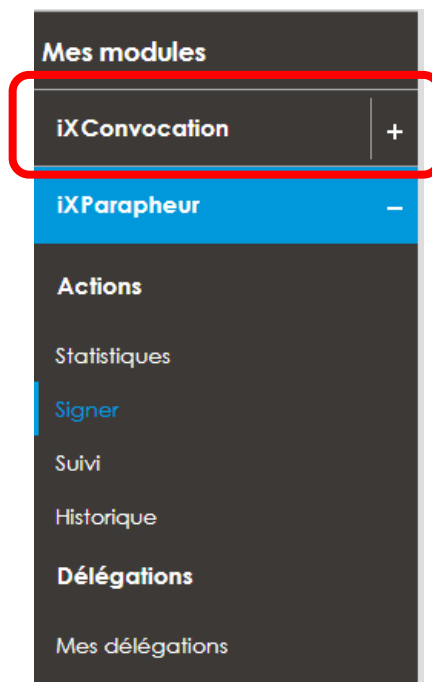 Mes modules
iXConvocation +
iXParapheur –
Actions
Statistiques
Signer
Suivi
Historique
Délégations
Mes délégations